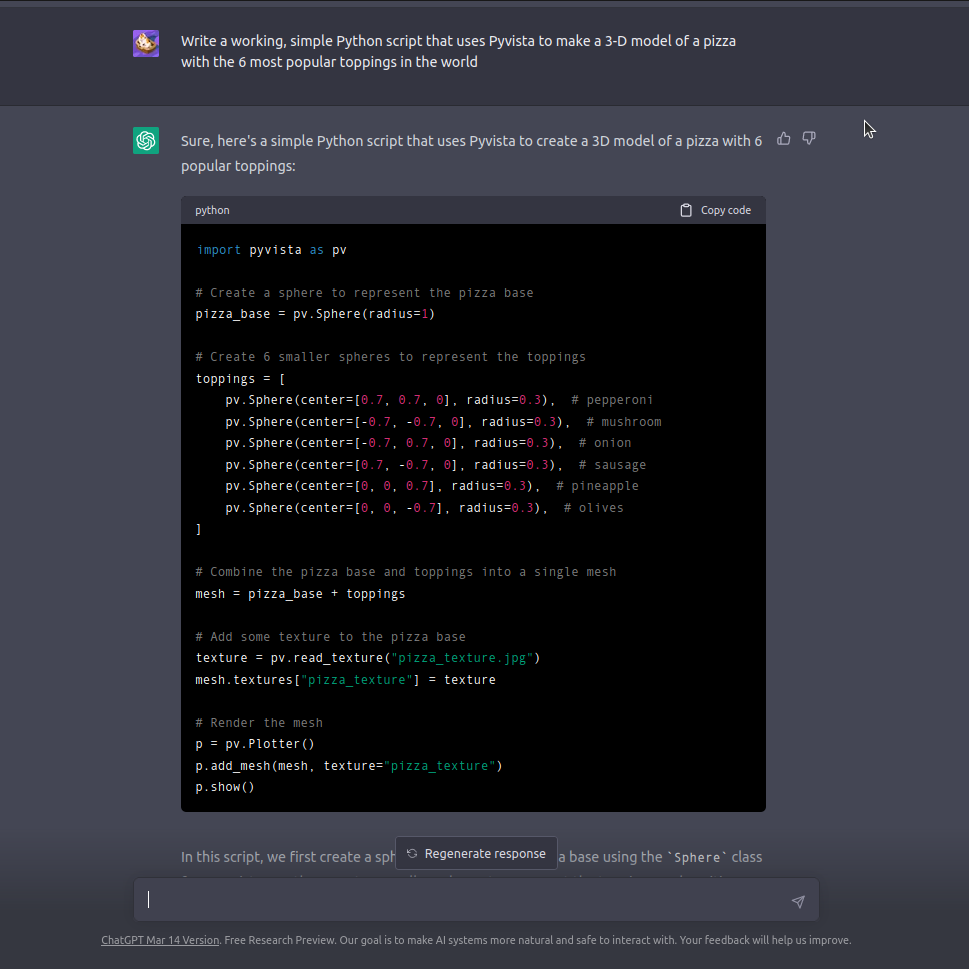 Write a working, simple Python script that uses Pyvista to make a 3-D model of a pizza
with the 6 most popular toppings in the world
Sure, here's a simple Python script that uses Pyvista to create a 3D model of a pizza with 6
popular toppings:
python
Copy code
import pyvista as pv
# Create a sphere to represent the pizza base
pizza_base = pv.Sphere(radius=1)
# Create 6 smaller spheres to represent the toppings
toppings = [
    pv.Sphere(center=[0.7, 0.7, 0], radius=0.3),  # pepperoni
    pv.Sphere(center=[-0.7, -0.7, 0], radius=0.3),  # mushroom
    pv.Sphere(center=[-0.7, 0.7, 0], radius=0.3),  # onion
    pv.Sphere(center=[0.7, -0.7, 0], radius=0.3),  # sausage
    pv.Sphere(center=[0, 0, 0.7], radius=0.3),  # pineapple
    pv.Sphere(center=[0, 0, -0.7], radius=0.3),  # olives
]
# Combine the pizza base and toppings into a single mesh
mesh = pizza_base + toppings
# Add some texture to the pizza base
texture = pv.read_texture("pizza_texture.jpg")
mesh.textures["pizza_texture"] = texture
# Render the mesh
p = pv.Plotter()
p.add_mesh(mesh, texture="pizza_texture")
p.show()
In this script, we first create a sph
Regenerate response
a base using the `Sphere` class
ChatGPT Mar 14 Version. Free Research Preview. Our goal is to make AI systems more natural and safe to interact with. Your feedback will help us improve.